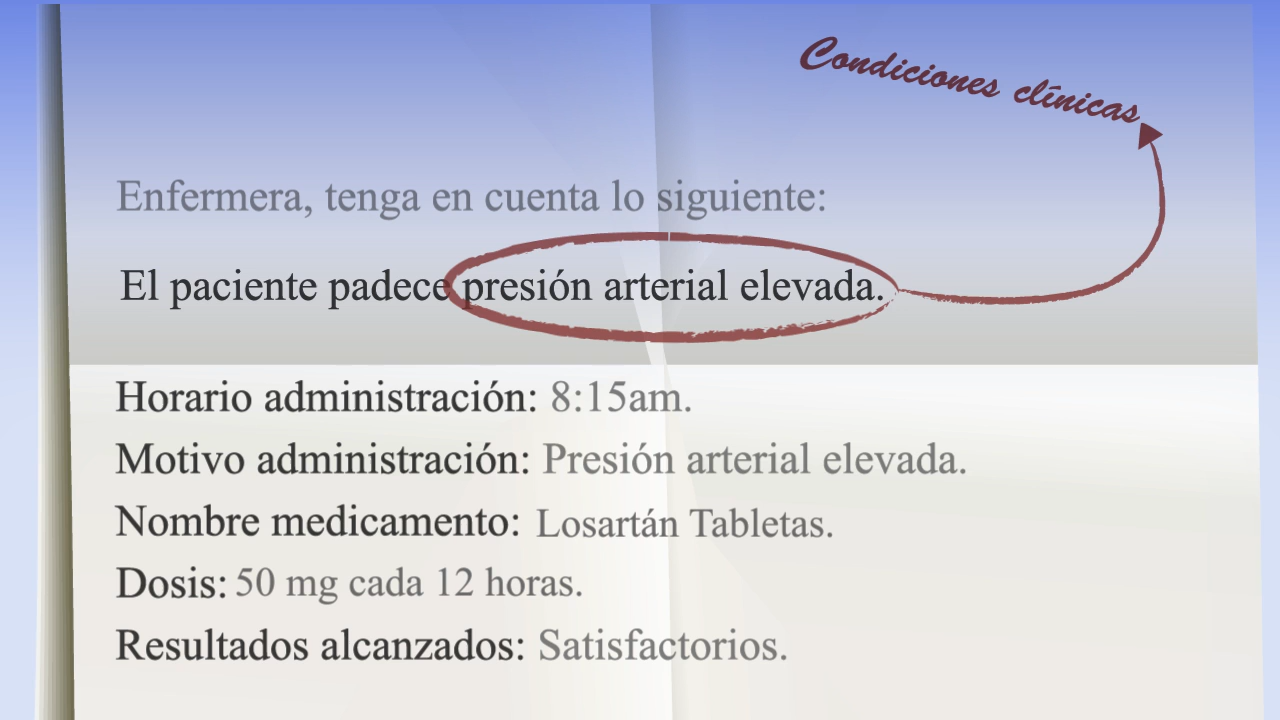 Condiciones clínicas
Enfermera, tenga en cuenta lo siguiente:
El paciente padece presión arterial elevada.
Horario administración: 8:15am.
Motivo administración: Presión arterial elevada.
Nombre medicamento: Losartán Tabletas.
Dosis: 50 mg cada 12 horas.
Resultados alcanzados: Satisfactorios.